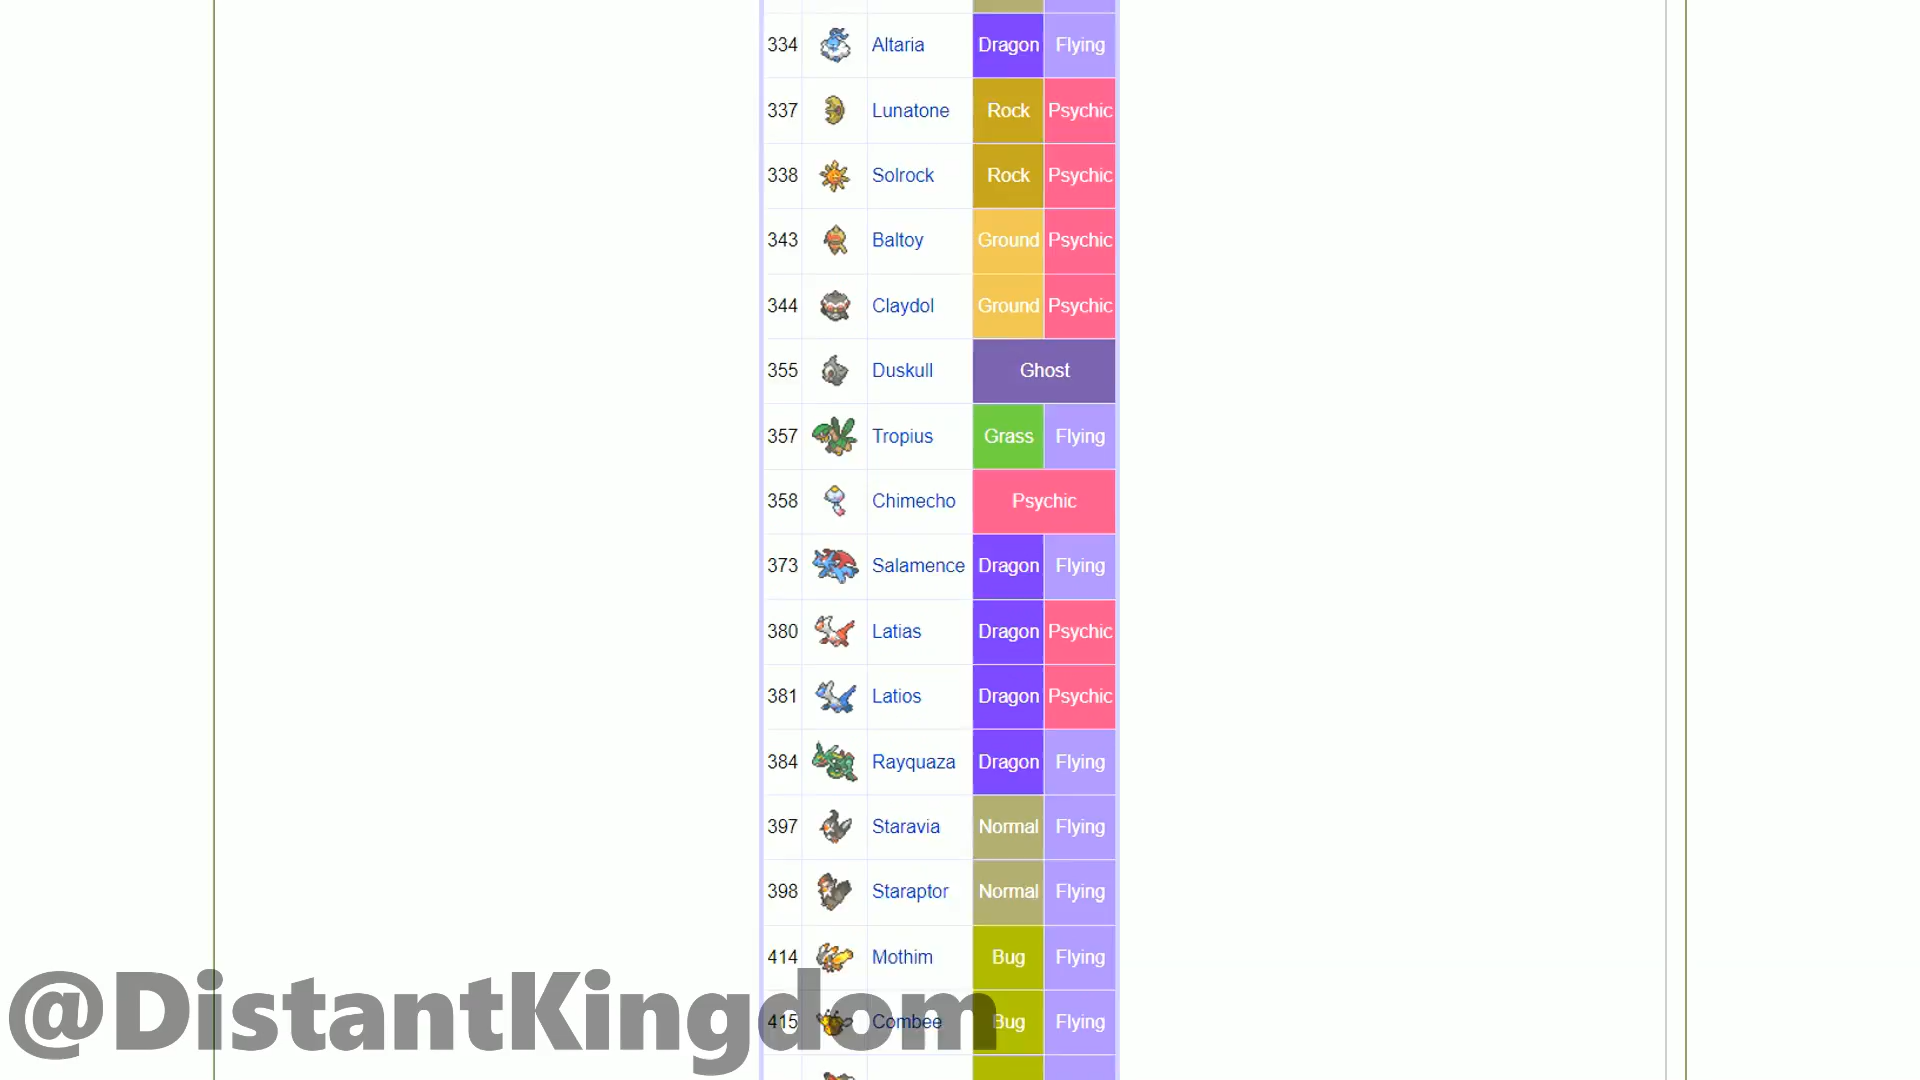 334 Altaria Dragon Flying
337 Lunatone Rock Psychic
338 Solrock Rock Psychic
343 Baltoy Ground Psychic
344 Claydol Ground Psychic
355 Duskull Ghost
357 Tropius Grass Flying
358 Chimecho Psychic
373 Salamence Dragon Flying
380 Latias Dragon Psychic
381 Latios Dragon Psychic
384 Rayquaza Dragon Flying
397 Staravia Normal Flying
398 Staraptor Normal Flying
414 Mothim Bug Flying
415 Combee Bug Flying
@DistantKingdom